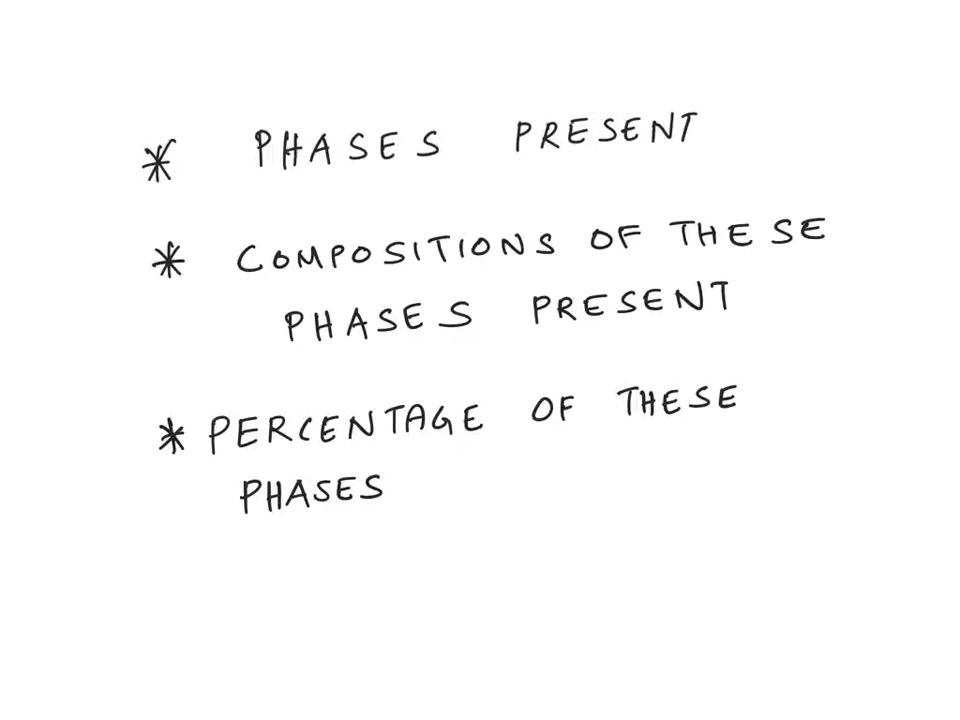 * PHASES PRESENT
* COMPOSITIONS OF THESE
PHASES PRESENT
* PERCENTAGE OF THESE
PHASES